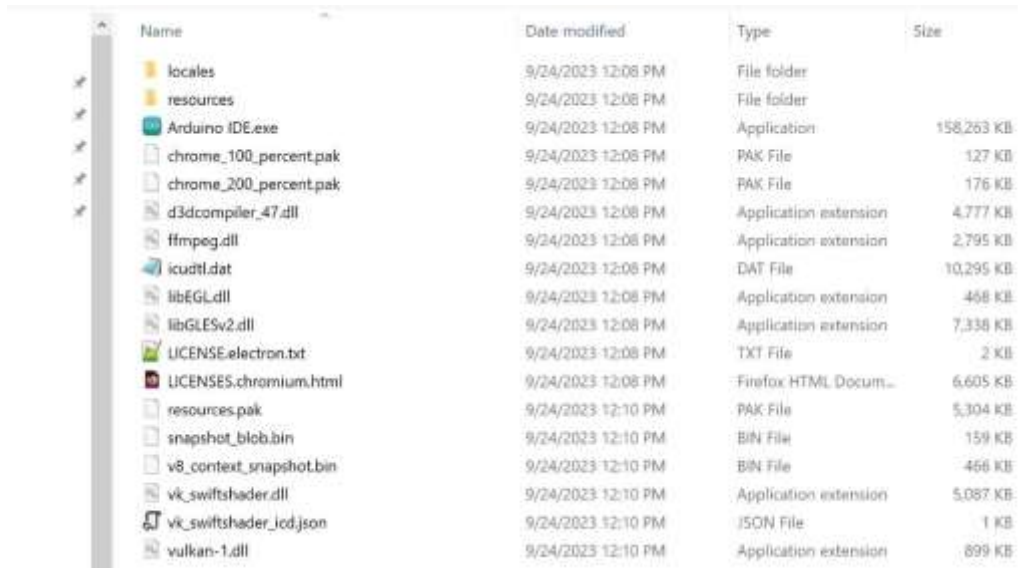 Name Date modified Type Size
locales 9/24/2023 12:08 PM File folder
resources 9/24/2023 12:08 PM File folder
Arduino IDE.exe 9/24/2023 12:08 PM Application 158,263 KB
chrome_100_percent.pak 9/24/2023 12:08 PM PAK File 127 KB
chrome_200_percent.pak 9/24/2023 12:08 PM PAK File 176 KB
d3dcompiler_47.dll 9/24/2023 12:08 PM Application extension 4,777 KB
ffmpeg.dll 9/24/2023 12:08 PM Application extension 2,795 KB
icudtl.dat 9/24/2023 12:08 PM DAT File 10,295 KB
libEGL.dll 9/24/2023 12:08 PM Application extension 468 KB
libGLESv2.dll 9/24/2023 12:08 PM Application extension 7,338 KB
LICENSE.electron.txt 9/24/2023 12:08 PM TXT File 2 KB
LICENSES.chromium.html 9/24/2023 12:08 PM Firefox HTML Docum... 6,605 KB
resources.pak 9/24/2023 12:10 PM PAK File 5,304 KB
snapshot_blob.bin 9/24/2023 12:10 PM BIN File 159 KB
v8_context_snapshot.bin 9/24/2023 12:10 PM BIN File 466 KB
vk_swiftshader.dll 9/24/2023 12:10 PM Application extension 5,087 KB
vk_swiftshader_icd.json 9/24/2023 12:10 PM JSON File 1 KB
vulkan-1.dll 9/24/2023 12:10 PM Application extension 899 KB